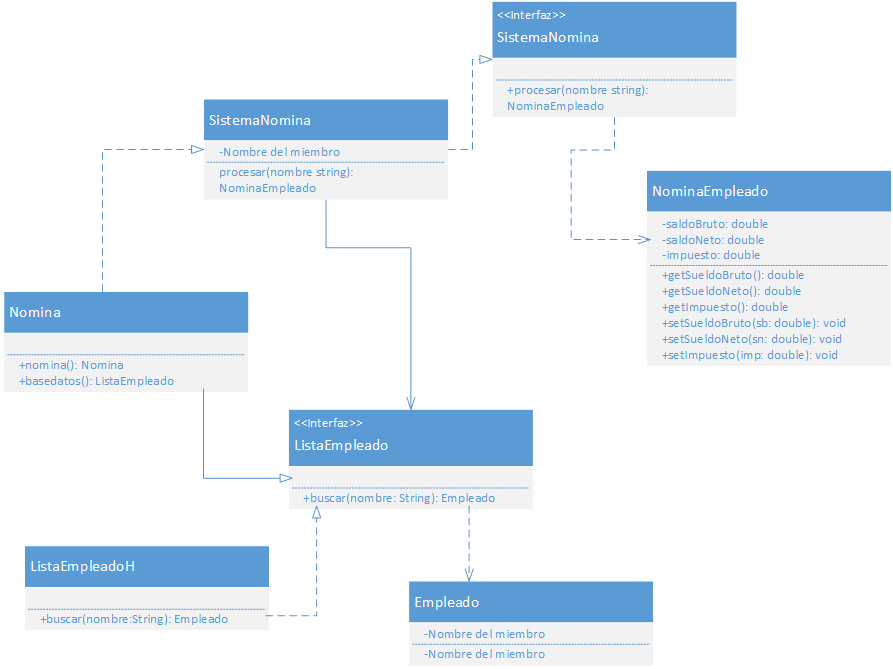 <<Interfaz>>
SistemaNomina
+procesar(nombre string):
NominaEmpleado
SistemaNomina
-Nombre del miembro
procesar(nombre string):
NominaEmpleado
NominaEmpleado
-saldoBruto: double
-saldoNeto: double
-impuesto: double
+getSueldoBruto(): double
+getSueldoNeto(): double
+getImpuesto(): double
+setSueldoBruto(sb: double): void
+setSueldoNeto(sn: double): void
+setImpuesto(imp: double): void
Nomina
+nomina(): Nomina
+basedatos(): ListaEmpleado
<<Interfaz>>
ListaEmpleado
+buscar(nombre: String): Empleado
ListaEmpleadoH
+buscar(nombre:String): Empleado
Empleado
-Nombre del miembro
-Nombre del miembro